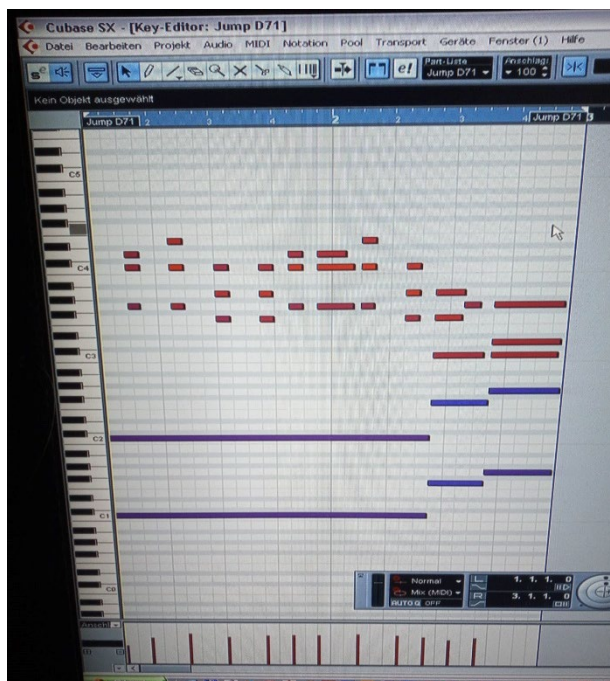 Cubase SX - [Key-Editor: Jump D71]
Datei Bearbeiten Projekt Audio MIDI Notation Pool Transport Geräte Fenster (1) Hilfe
Part-Liste Anschlag:
Jump D71 100
Kein Objekt ausgewählt
Jump D71 2 3 4 2 2 3 4 Jump D71 3
C5
C4
C3
C2
C1
C0
Normal L 1. 1. 1. 0
Mix (MIDI) R 3. 1. 1. 0
AUTO Q OFF